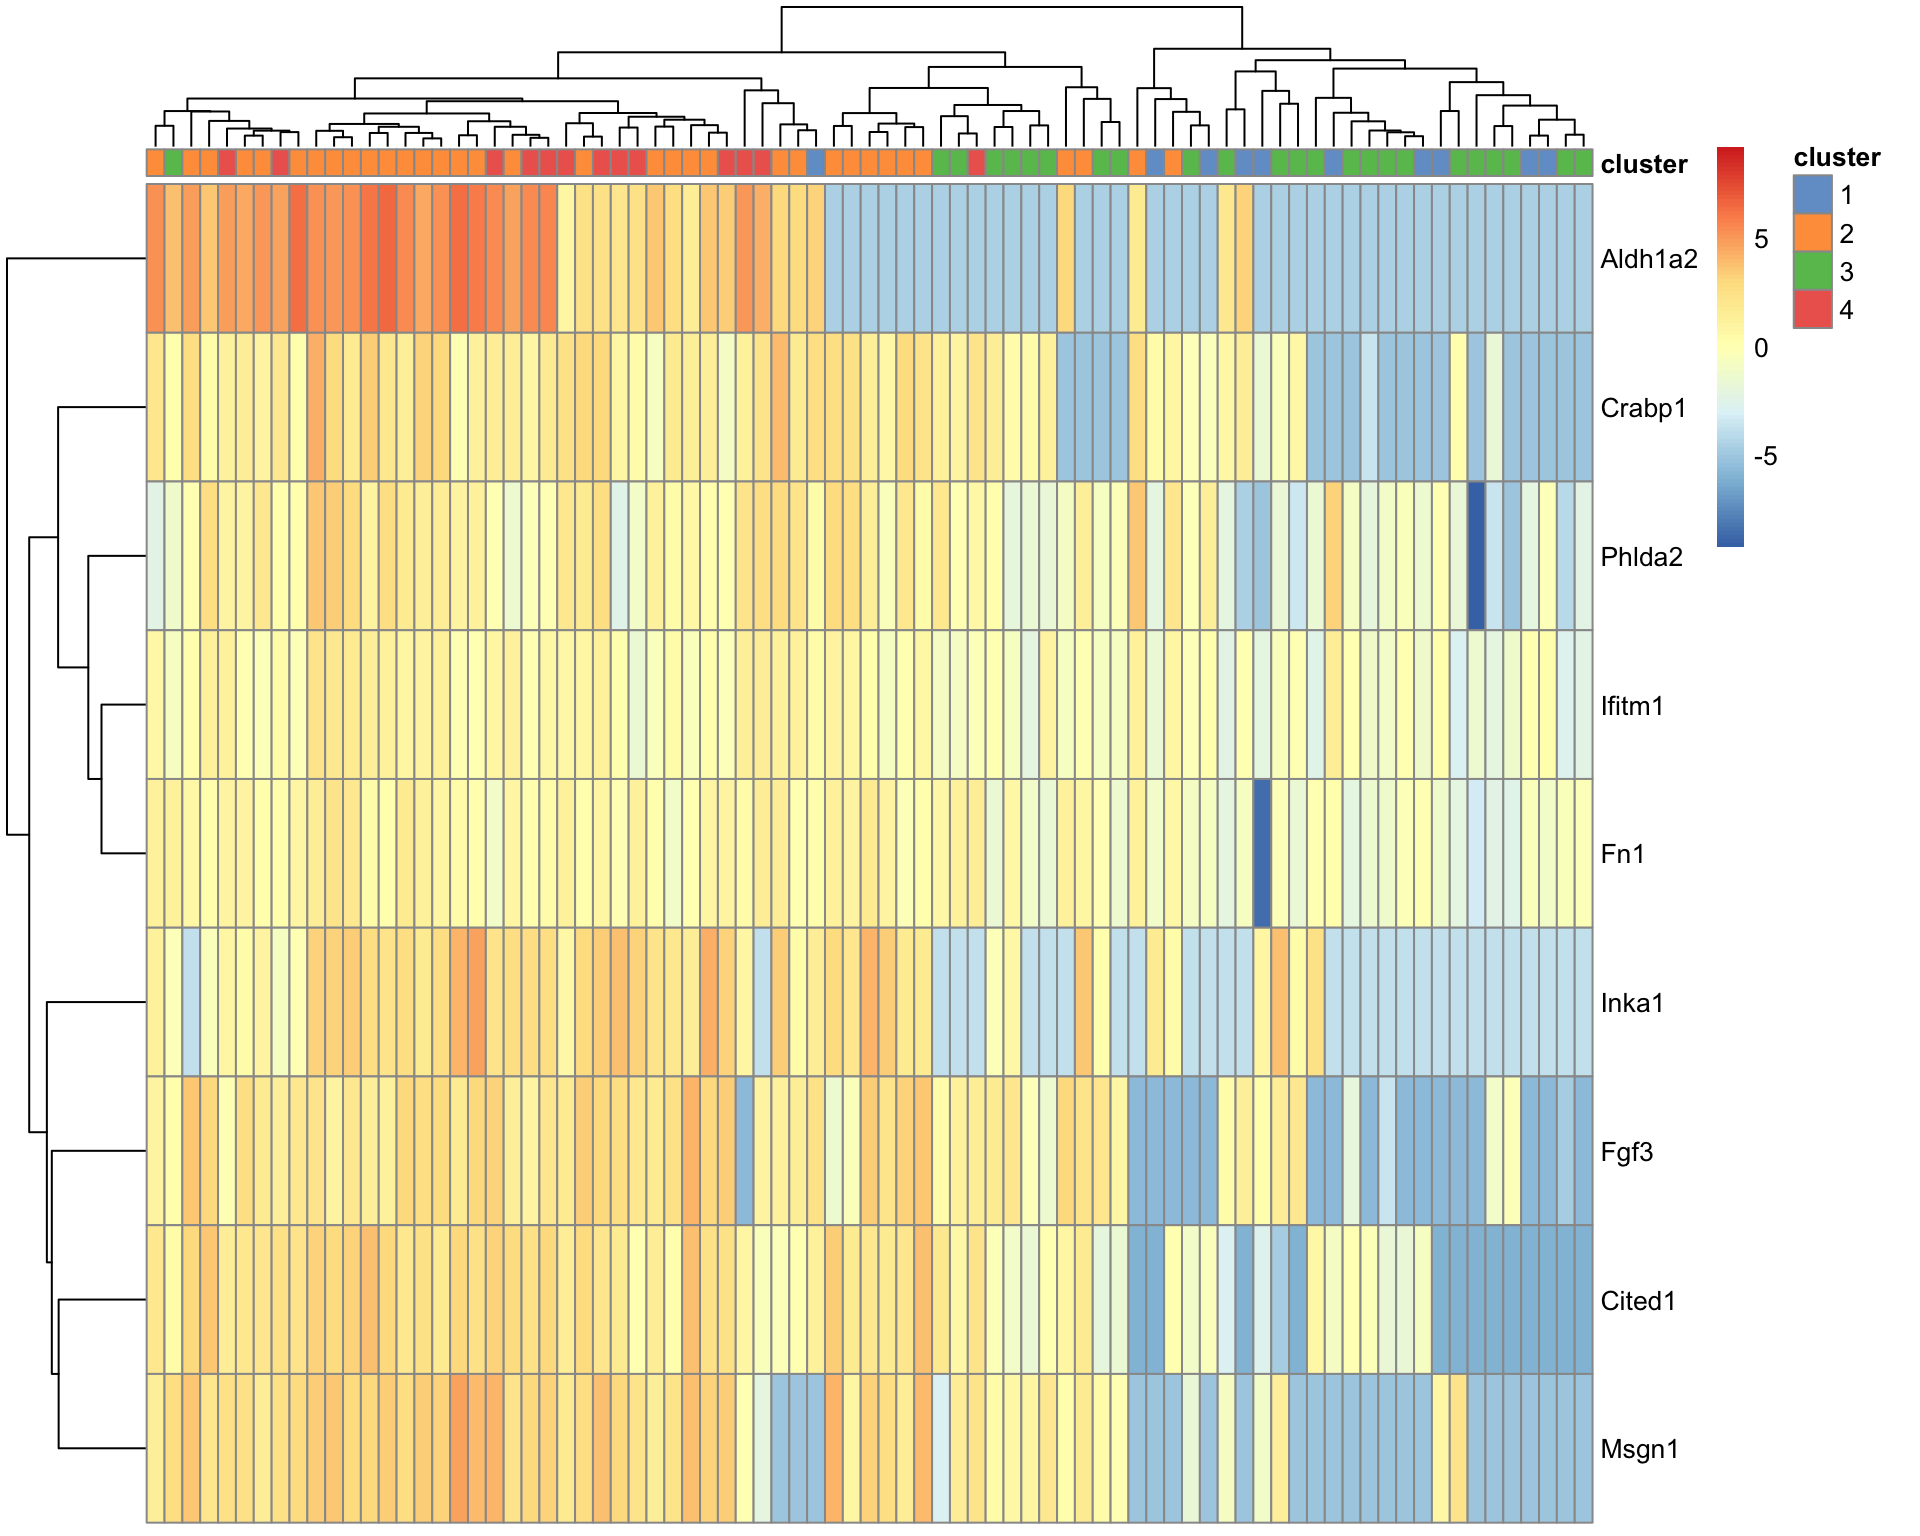 cluster
Aldh1a2
Crabp1
Phlda2
Ifitm1
Fn1
Inka1
Fgf3
Cited1
Msgn1
5
0
-5
cluster
1
2
3
4